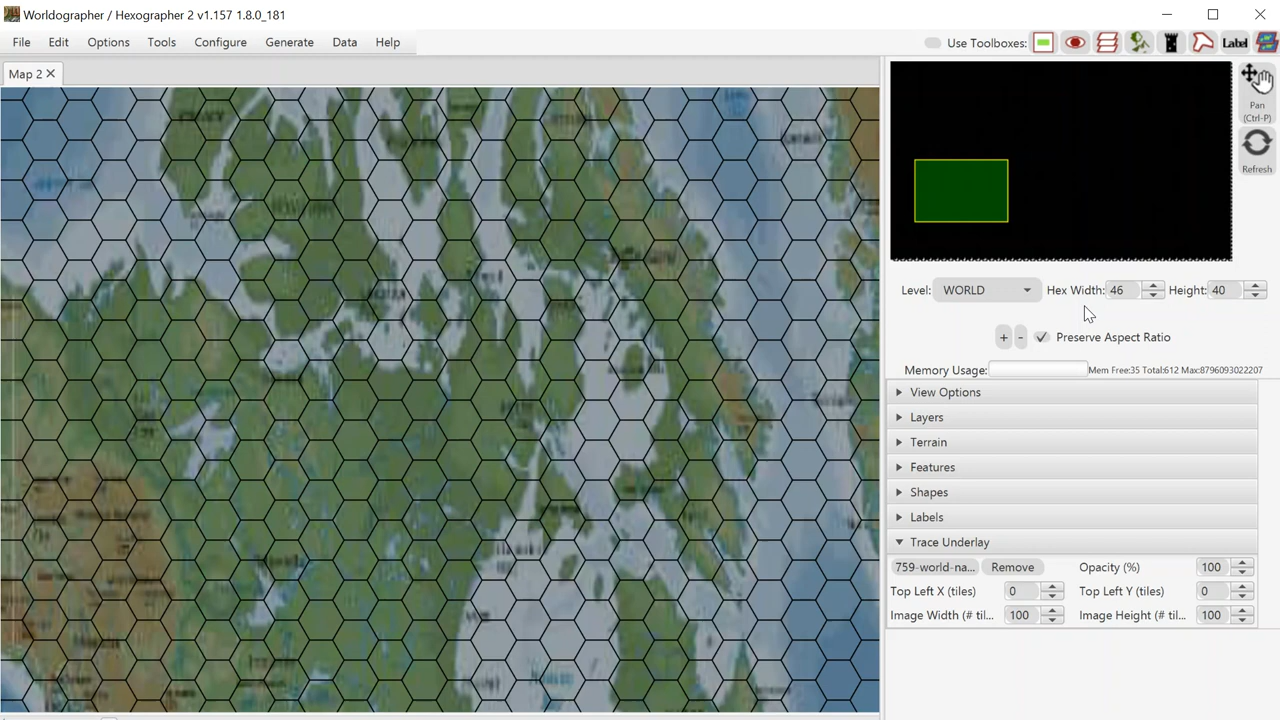 Worldographer / Hexographer 2 v1.157 1.8.0_181
File Edit Options Tools Configure Generate Data Help
Use Toolboxes:
Label
Map 2
Pan
(Ctrl-P)
Refresh
Level: WORLD Hex Width: 46 Height: 40
+ - Preserve Aspect Ratio
Memory Usage: Mem Free:35 Total:612 Max:8796093022207
View Options
Layers
Terrain
Features
Shapes
Labels
Trace Underlay
759-world-na... Remove Opacity (%) 100
Top Left X (tiles) 0 Top Left Y (tiles) 0
Image Width (# til... 100 Image Height (# til... 100